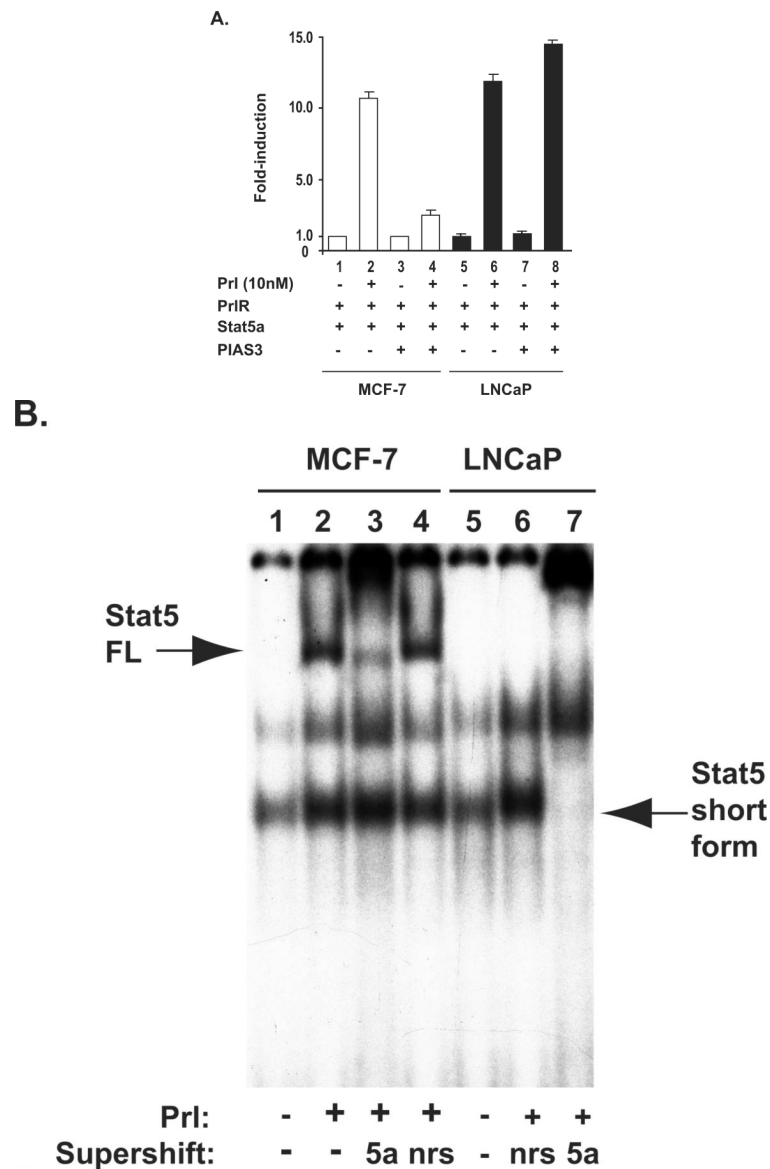 A.
15.0
10.0
5.0
1.0
0
Fold-induction
1 2 3 4 5 6 7 8
Prl (10nM) - + - + - + - +
PrlR + + + + + + + +
Stat5a + + + + + + + +
PIAS3 - - + + - - + +
MCF-7 LNCaP
B.
MCF-7 LNCaP
1 2 3 4 5 6 7
Stat5
FL
Stat5
short
form
Prl: - + + + - + +
Supershift: - - 5a nrs - nrs 5a